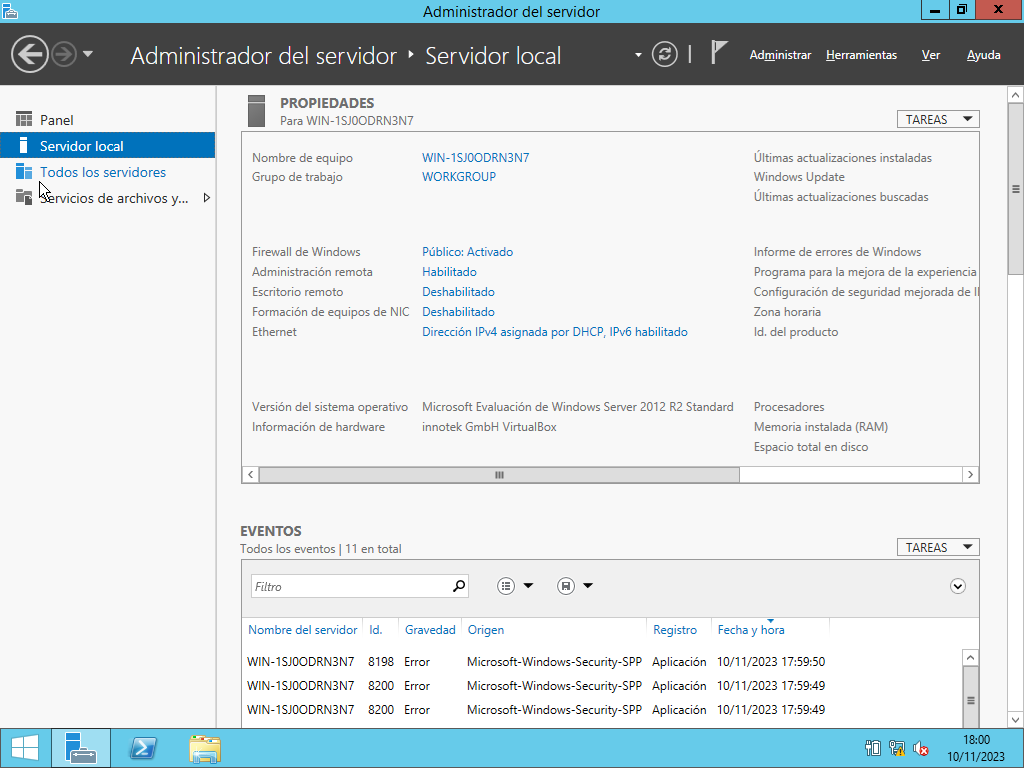 Administrador del servidor
Administrador del servidor ‣ Servidor local
Administrar Herramientas Ver Ayuda
Panel
Servidor local
Todos los servidores
Servicios de archivos y...
PROPIEDADES
Para WIN-1SJ0ODRN3N7
TAREAS
Nombre de equipo WIN-1SJ0ODRN3N7 Últimas actualizaciones instaladas
Grupo de trabajo WORKGROUP Windows Update
Últimas actualizaciones buscadas
Firewall de Windows Público: Activado Informe de errores de Windows
Administración remota Habilitado Programa para la mejora de la experiencia
Escritorio remoto Deshabilitado Configuración de seguridad mejorada de
Formación de equipos de NIC Deshabilitado Zona horaria
Ethernet Dirección IPv4 asignada por DHCP, IPv6 habilitado Id. del producto
Versión del sistema operativo Microsoft Evaluación de Windows Server 2012 R2 Standard Procesadores
Información de hardware innotek GmbH VirtualBox Memoria instalada (RAM)
Espacio total en disco
EVENTOS
Todos los eventos | 11 en total
TAREAS
Filtro
Nombre del servidor Id. Gravedad Origen Registro Fecha y hora
WIN-1SJ0ODRN3N7 8198 Error Microsoft-Windows-Security-SPP Aplicación 10/11/2023 17:59:50
WIN-1SJ0ODRN3N7 8200 Error Microsoft-Windows-Security-SPP Aplicación 10/11/2023 17:59:49
WIN-1SJ0ODRN3N7 8200 Error Microsoft-Windows-Security-SPP Aplicación 10/11/2023 17:59:49
18:00
10/11/2023